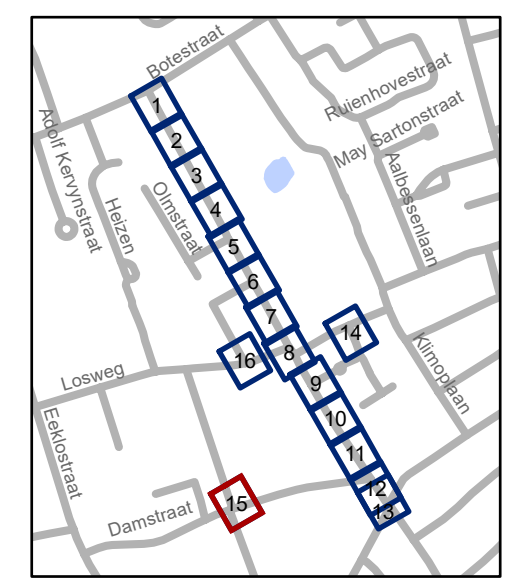 Botestraat
Ruienhovestraat
May Sartonstraat
Adolf Kervynstraat
Aalbessenlaan
Heizen
Olmstraat
Losweg
Klimoplaan
Eeklostraat
Damstraat
1
2
3
4
5
6
7
8
9
10
11
12
13
14
15
16